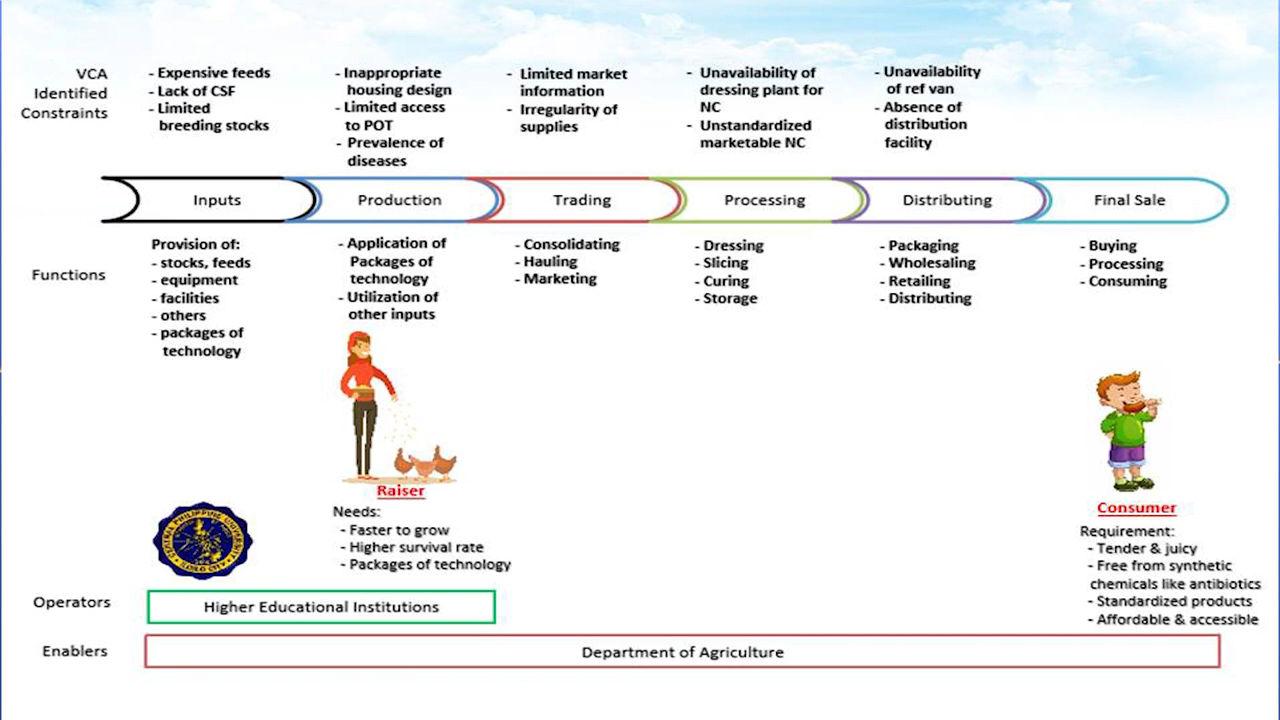 VCA
Identified
Constraints
- Expensive feeds
- Lack of CSF
- Limited
breeding stocks
- Inappropriate
housing design
- Limited access
to POT
- Prevalence of
diseases
- Limited market
information
- Irregularity of
supplies
- Unavailability of
dressing plant for
NC
- Unstandardized
marketable NC
- Unavailability
of ref van
- Absence of
distribution
facility
Inputs
Production
Trading
Processing
Distributing
Final Sale
Functions
Provision of:
- stocks, feeds
- equipment
- facilities
- others
- packages of
technology
- Application of
Packages of
technology
- Utilization of
other inputs
- Consolidating
- Hauling
- Marketing
- Dressing
- Slicing
- Curing
- Storage
- Packaging
- Wholesaling
- Retailing
- Distributing
- Buying
- Processing
- Consuming
Raiser
Needs:
- Faster to grow
- Higher survival rate
- Packages of technology
Consumer
Requirement:
- Tender & juicy
- Free from synthetic
chemicals like antibiotics
- Standardized products
- Affordable & accessible
CENTRAL PHILIPPINE UNIVERSITY
ILOILO CITY
Operators
Higher Educational Institutions
Enablers
Department of Agriculture